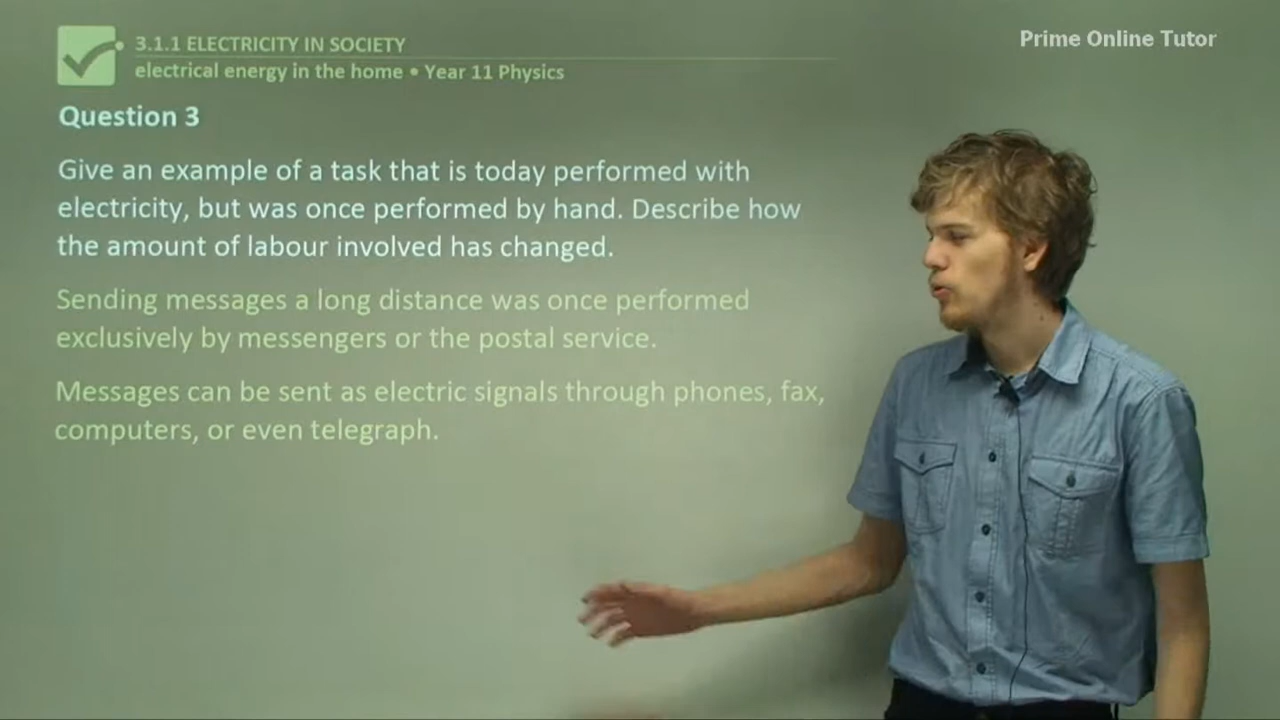 3.1.1 ELECTRICITY IN SOCIETY
electrical energy in the home • Year 11 Physics
Prime Online Tutor
Question 3
Give an example of a task that is today performed with
electricity, but was once performed by hand. Describe how
the amount of labour involved has changed.
Sending messages a long distance was once performed
exclusively by messengers or the postal service.
Messages can be sent as electric signals through phones, fax,
computers, or even telegraph.